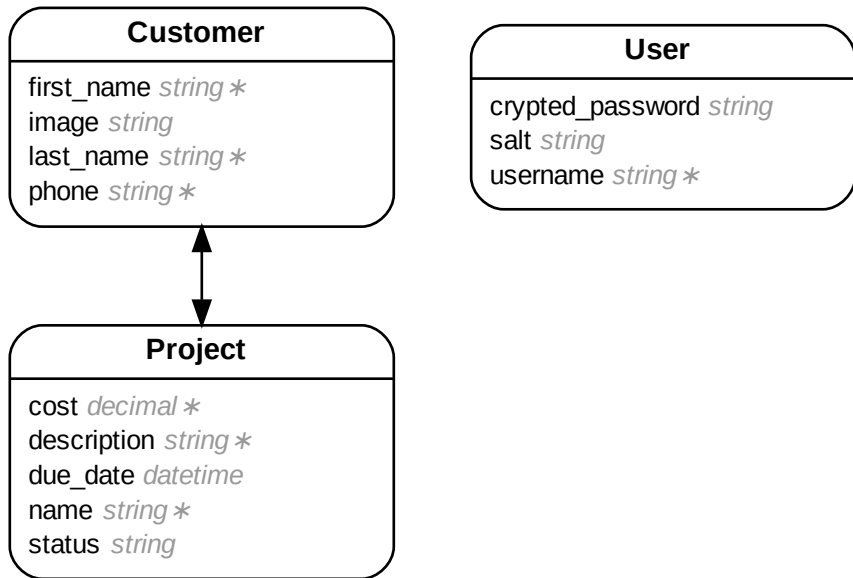 Customer
first_name string ∗
image string
last_name string ∗
phone string ∗
User
crypted_password string
salt string
username string ∗
Project
cost decimal ∗
description string ∗
due_date datetime
name string ∗
status string